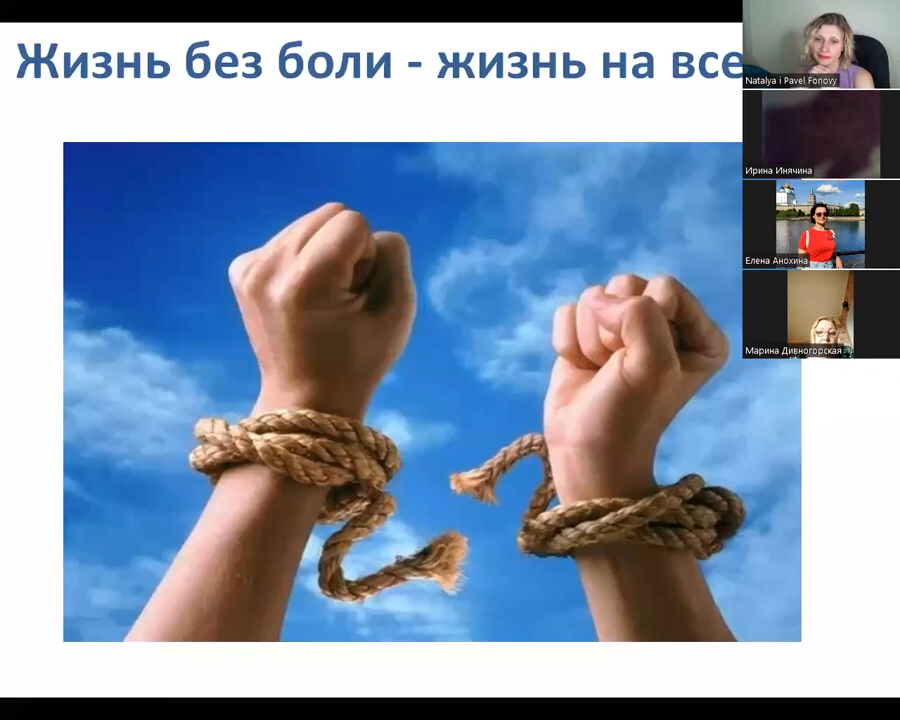 Жизнь без боли - жизнь на все
Natalya i Pavel Fonovy
Ирина Инячина
Елена Анохина
Марина Дивногорская